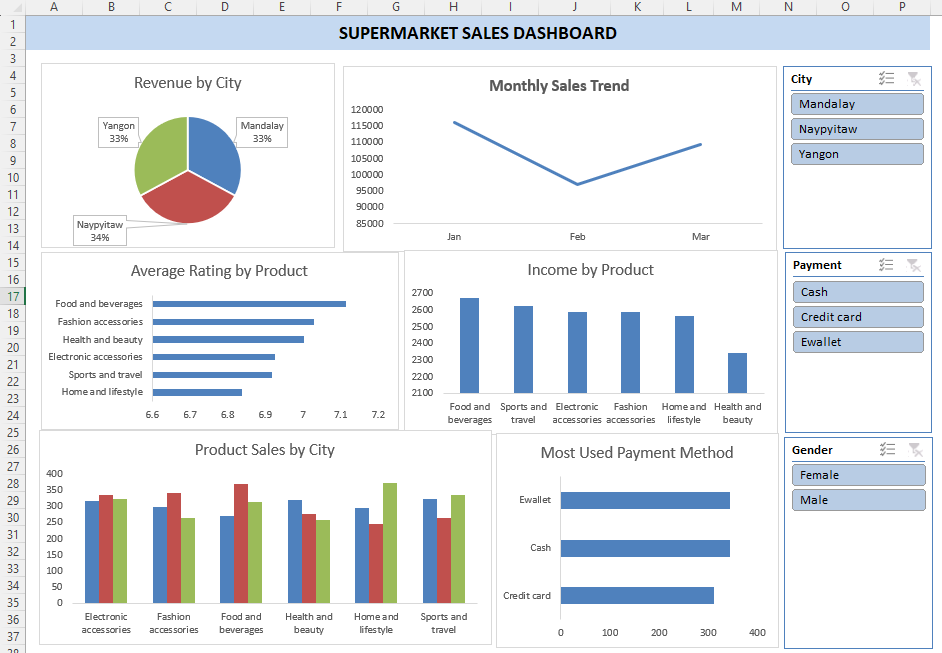 A B C D E F G H I J K L M N O P
1
2
3
4
5
6
7
8
9
10
11
12
13
14
15
16
17
18
19
20
21
22
23
24
25
26
27
28
29
30
31
32
33
34
35
36
37
38
SUPERMARKET SALES DASHBOARD
Revenue by City
Yangon
33%
Mandalay
33%
Naypyitaw
34%
Monthly Sales Trend
120000
115000
110000
105000
100000
95000
90000
85000
Jan Feb Mar
City
Mandalay
Naypyitaw
Yangon
Average Rating by Product
Food and beverages
Fashion accessories
Health and beauty
Electronic accessories
Sports and travel
Home and lifestyle
6.6 6.7 6.8 6.9 7 7.1 7.2
Income by Product
2700
2600
2500
2400
2300
2200
2100
Food and beverages
Sports and travel
Electronic accessories
Fashion accessories
Home and lifestyle
Health and beauty
Payment
Cash
Credit card
Ewallet
Product Sales by City
400
350
300
250
200
150
100
50
0
Electronic accessories
Fashion accessories
Food and beverages
Health and beauty
Home and lifestyle
Sports and travel
Most Used Payment Method
Ewallet
Cash
Credit card
0 100 200 300 400
Gender
Female
Male